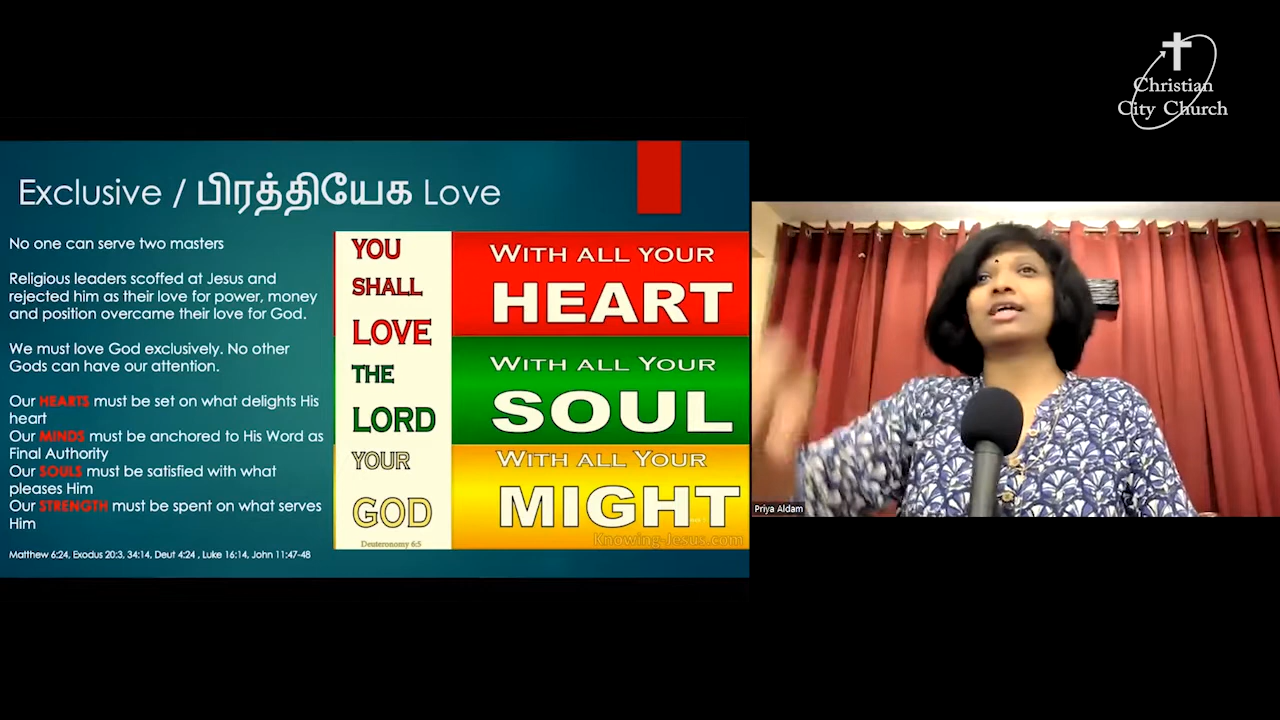 Christian
City Church
Exclusive / பிரத்தியேக Love
No one can serve two masters
Religious leaders scoffed at Jesus and
rejected him as their love for power, money
and position overcame their love for God.
We must love God exclusively. No other
Gods can have our attention.
Our HEARTS must be set on what delights His
heart
Our MINDS must be anchored to His Word as
Final Authority
Our SOULS must be satisfied with what
pleases Him
Our STRENGTH must be spent on what serves
Him
Matthew 6:24, Exodus 20:3, 34:14, Deut 4:24 , Luke 16:14, John 11:47-48
YOU
SHALL
LOVE
THE
LORD
YOUR
GOD
Deuteronomy 6:5
WITH ALL YOUR
HEART
WITH ALL YOUR
SOUL
WITH ALL YOUR
MIGHT
Knowing-Jesus.com
Priya Aldam